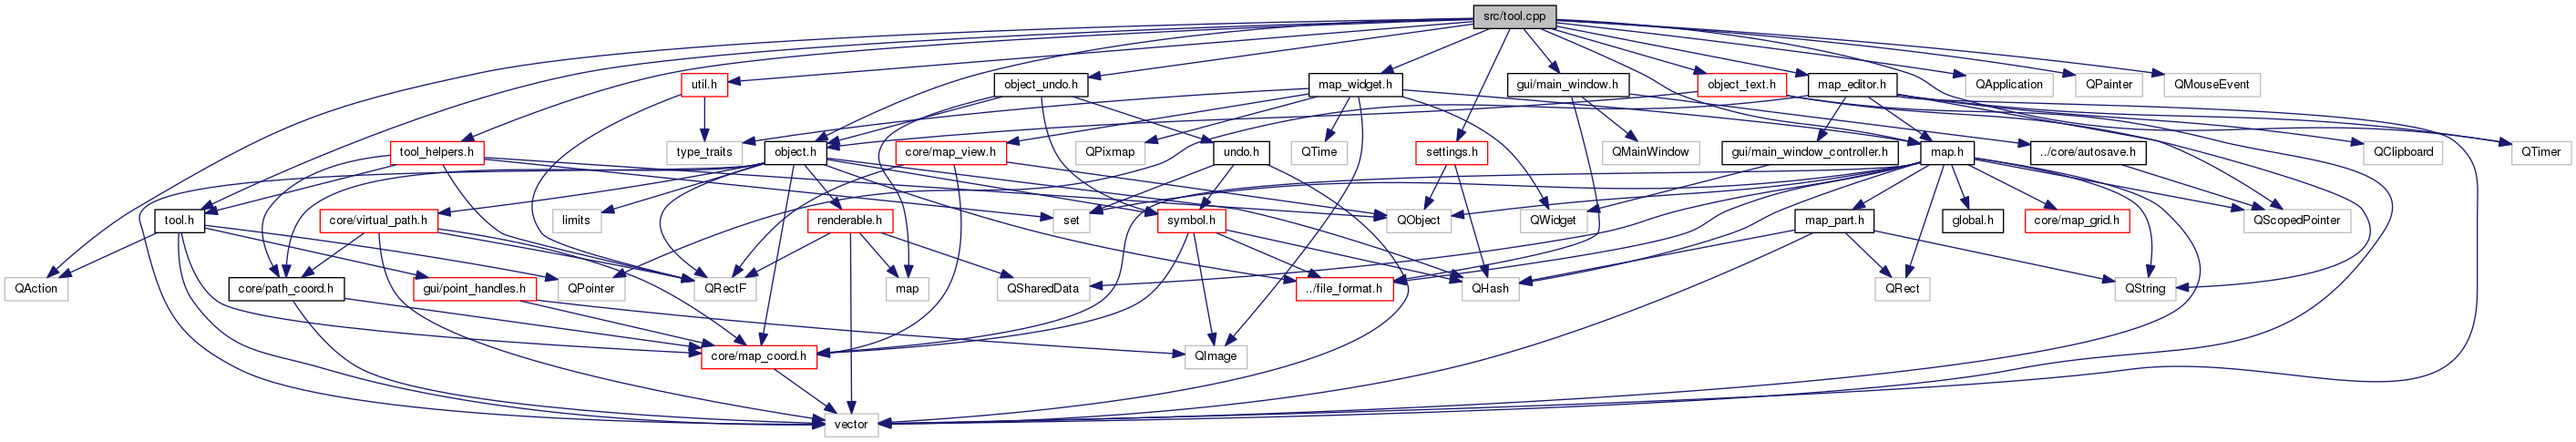 src/tool.cpp
util.h
object_undo.h
map_widget.h
gui/main_window.h
object_text.h
map_editor.h
QApplication
QPainter
QMouseEvent
tool_helpers.h
type_traits
object.h
core/map_view.h
QPixmap
undo.h
QTime
settings.h
QMainWindow
gui/main_window_controller.h
map.h
../core/autosave.h
QClipboard
QTimer
tool.h
core/virtual_path.h
limits
renderable.h
set
symbol.h
QObject
QWidget
map_part.h
global.h
core/map_grid.h
QScopedPointer
QAction
core/path_coord.h
gui/point_handles.h
QPointer
QRectF
map
QSharedData
../file_format.h
QHash
QRect
QString
core/map_coord.h
QImage
vector